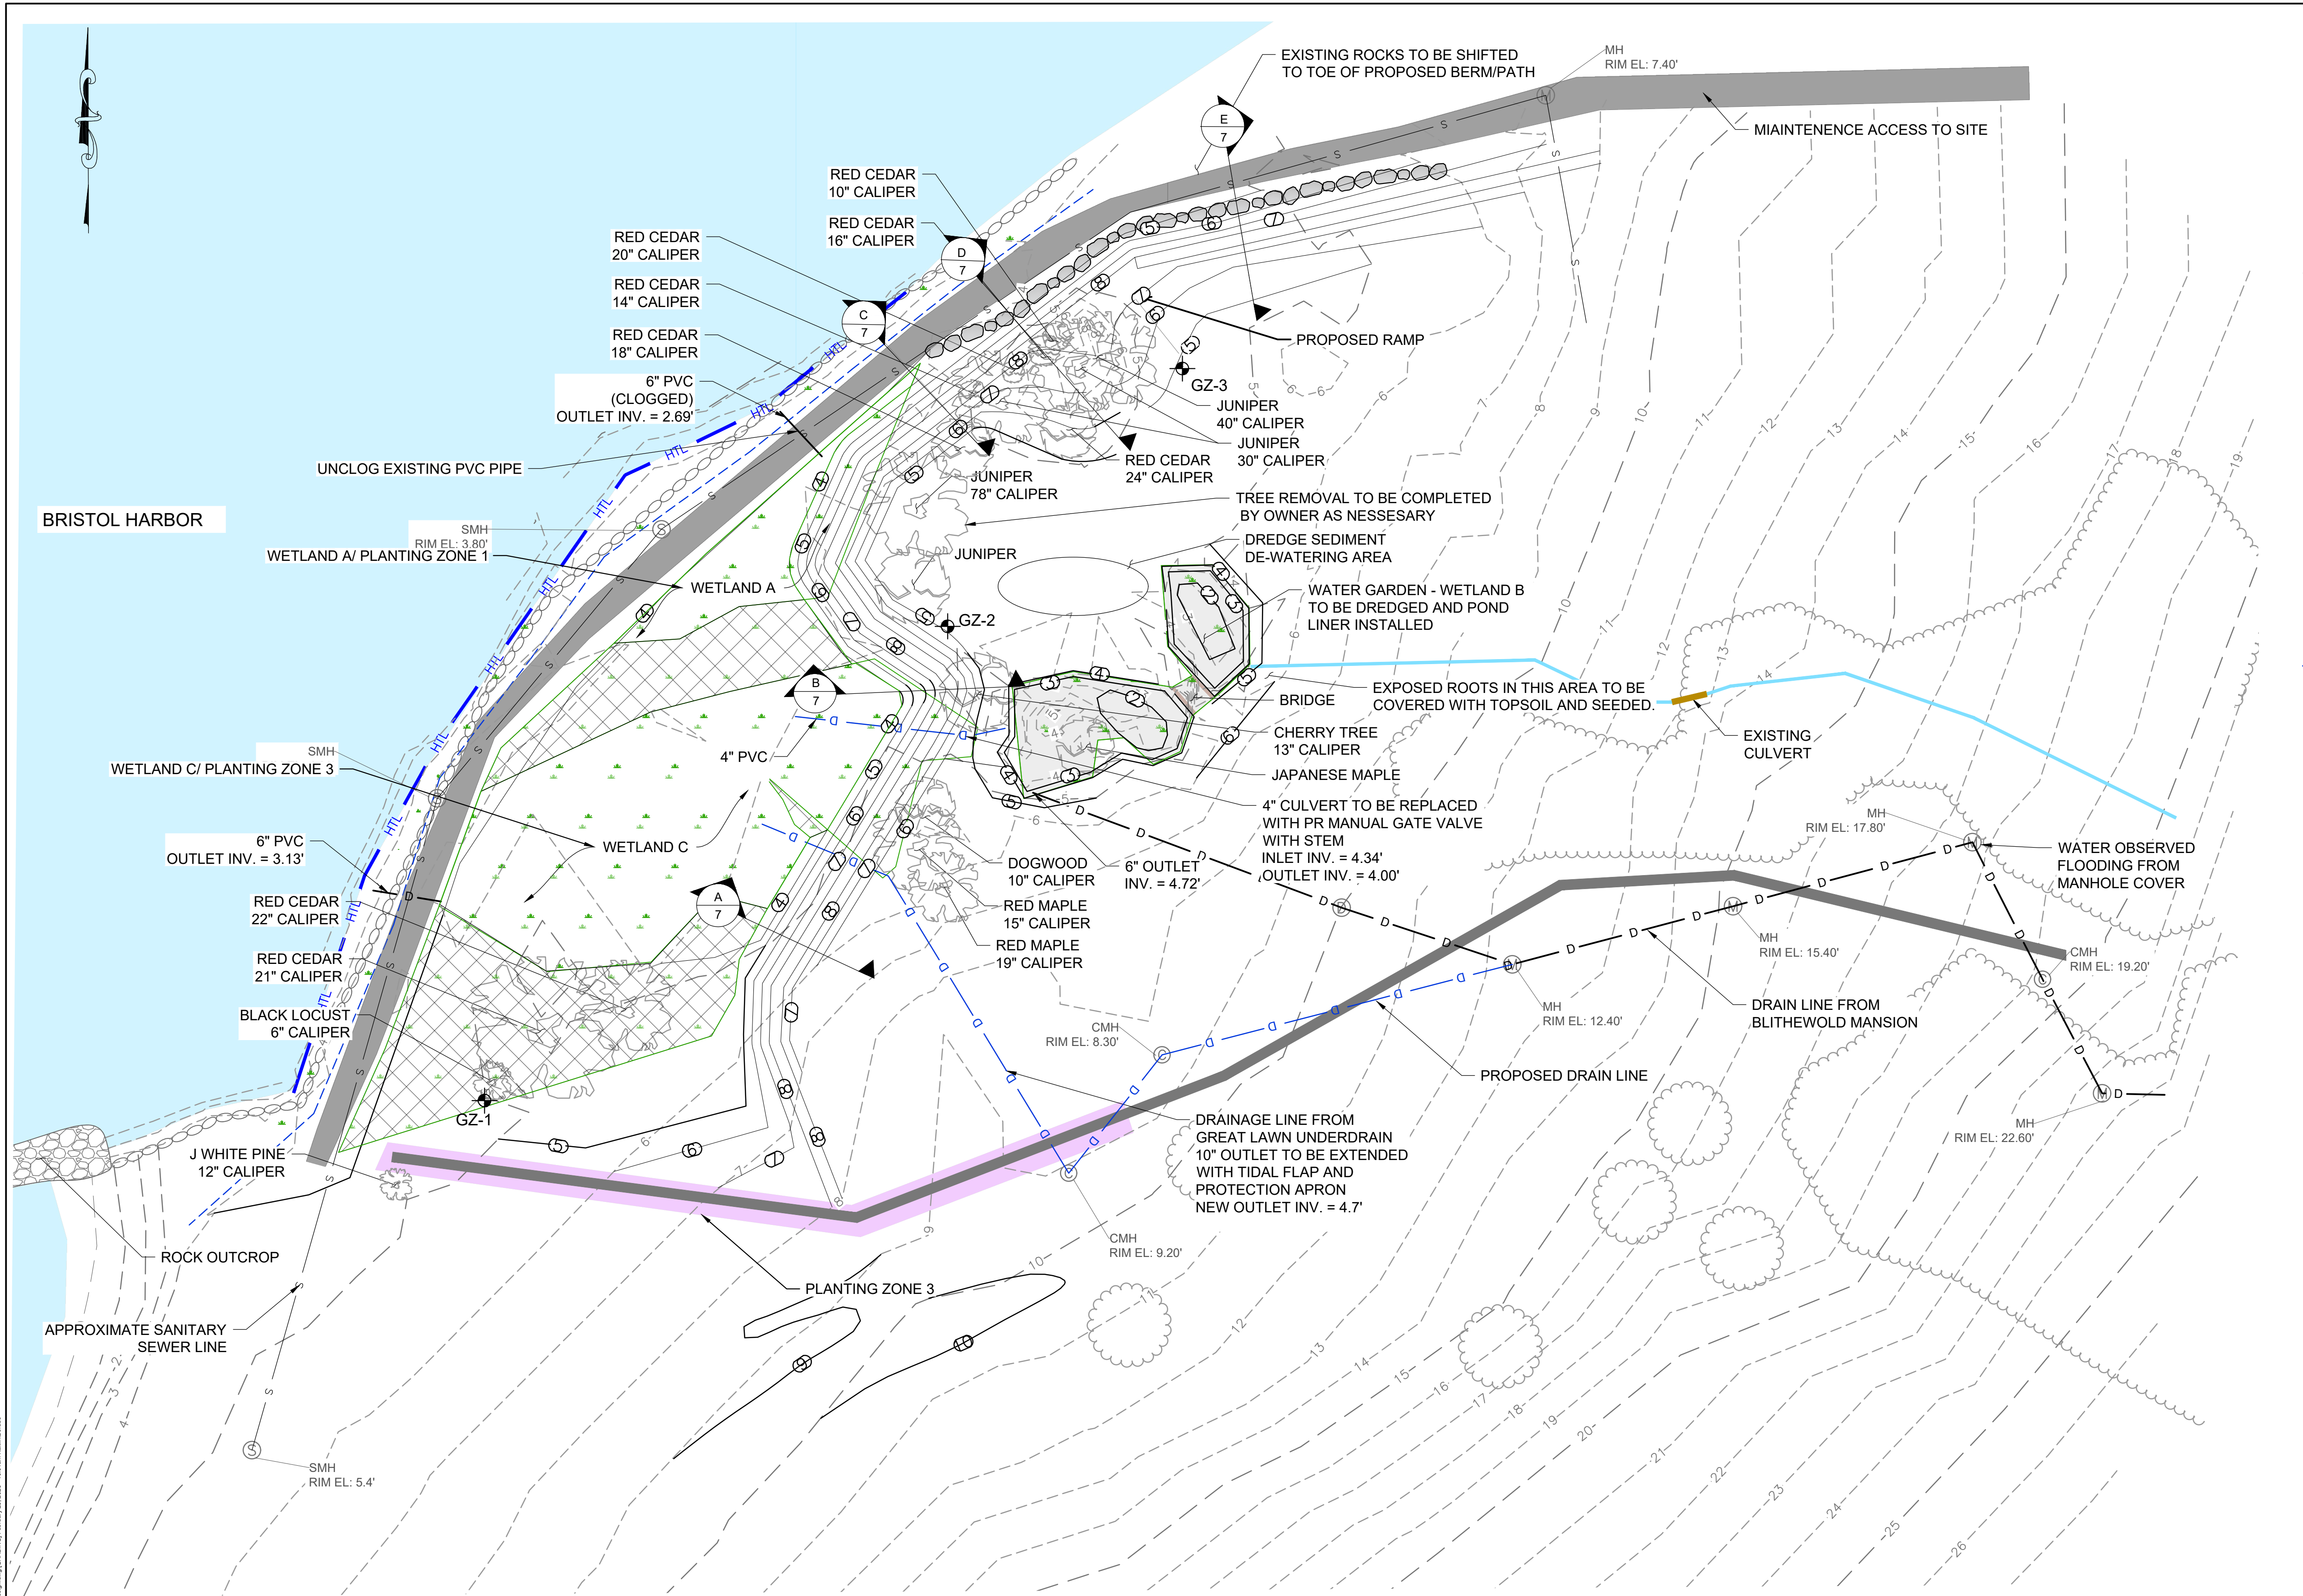 EXISTING ROCKS TO BE SHIFTED
TO TOE OF PROPOSED BERM/PATH
MH
RIM EL: 7.40'
E
7
MIAINTENENCE ACCESS TO SITE
RED CEDAR
10" CALIPER
RED CEDAR
16" CALIPER
RED CEDAR
20" CALIPER
D
7
RED CEDAR
14" CALIPER
C
7
RED CEDAR
18" CALIPER
PROPOSED RAMP
6" PVC
(CLOGGED)
OUTLET INV. = 2.69'
GZ-3
JUNIPER
40" CALIPER
JUNIPER
30" CALIPER
UNCLOG EXISTING PVC PIPE
RED CEDAR
24" CALIPER
JUNIPER
78" CALIPER
TREE REMOVAL TO BE COMPLETED
BY OWNER AS NESSESARY
BRISTOL HARBOR
SMH
RIM EL: 3.80'
WETLAND A/ PLANTING ZONE 1
DREDGE SEDIMENT
DE-WATERING AREA
JUNIPER
WETLAND A
WATER GARDEN - WETLAND B
TO BE DREDGED AND POND
LINER INSTALLED
GZ-2
B
7
EXPOSED ROOTS IN THIS AREA TO BE
COVERED WITH TOPSOIL AND SEEDED.
BRIDGE
CHERRY TREE
13" CALIPER
EXISTING
CULVERT
SMH
WETLAND C/ PLANTING ZONE 3
4" PVC
JAPANESE MAPLE
4" CULVERT TO BE REPLACED
WITH PR MANUAL GATE VALVE
WITH STEM
INLET INV. = 4.34'
OUTLET INV. = 4.00'
MH
RIM EL: 17.80'
6" PVC
OUTLET INV. = 3.13'
WETLAND C
WATER OBSERVED
FLOODING FROM
MANHOLE COVER
DOGWOOD
10" CALIPER
6" OUTLET
INV. = 4.72'
RED CEDAR
22" CALIPER
A
7
RED MAPLE
15" CALIPER
RED MAPLE
19" CALIPER
MH
RIM EL: 15.40'
CMH
RIM EL: 19.20'
RED CEDAR
21" CALIPER
BLACK LOCUST
6" CALIPER
MH
RIM EL: 12.40'
DRAIN LINE FROM
BLITHEWOLD MANSION
CMH
RIM EL: 8.30'
PROPOSED DRAIN LINE
GZ-1
DRAINAGE LINE FROM
GREAT LAWN UNDERDRAIN
10" OUTLET TO BE EXTENDED
WITH TIDAL FLAP AND
PROTECTION APRON
NEW OUTLET INV. = 4.7'
MH
RIM EL: 22.60'
J WHITE PINE
12" CALIPER
CMH
RIM EL: 9.20'
ROCK OUTCROP
PLANTING ZONE 3
APPROXIMATE SANITARY
SEWER LINE
SMH
RIM EL: 5.4'